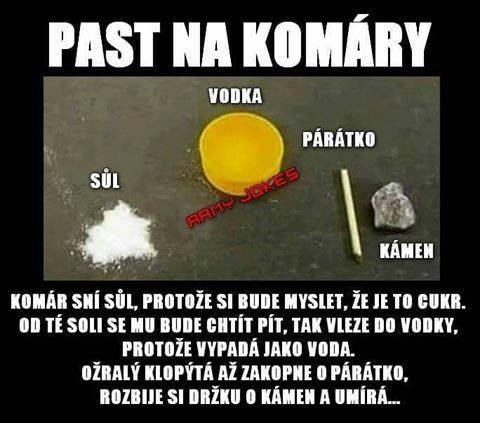 PAST NA KOMÁRY
VODKA
PÁRÁTKO
SŮL
ARMY JOKES
KÁMEN
KOMÁR SNÍ SŮL, PROTOŽE SI BUDE MYSLET, ŽE JE TO CUKR.
OD TÉ SOLI SE MU BUDE CHTÍT PÍT, TAK VLEZE DO VODKY,
PROTOŽE VYPADÁ JAKO VODA.
OŽRALÝ KLOPÝTÁ AŽ ZAKOPNE O PÁRÁTKO,
ROZBIJE SI DRŽKU O KÁMEN A UMÍRÁ...